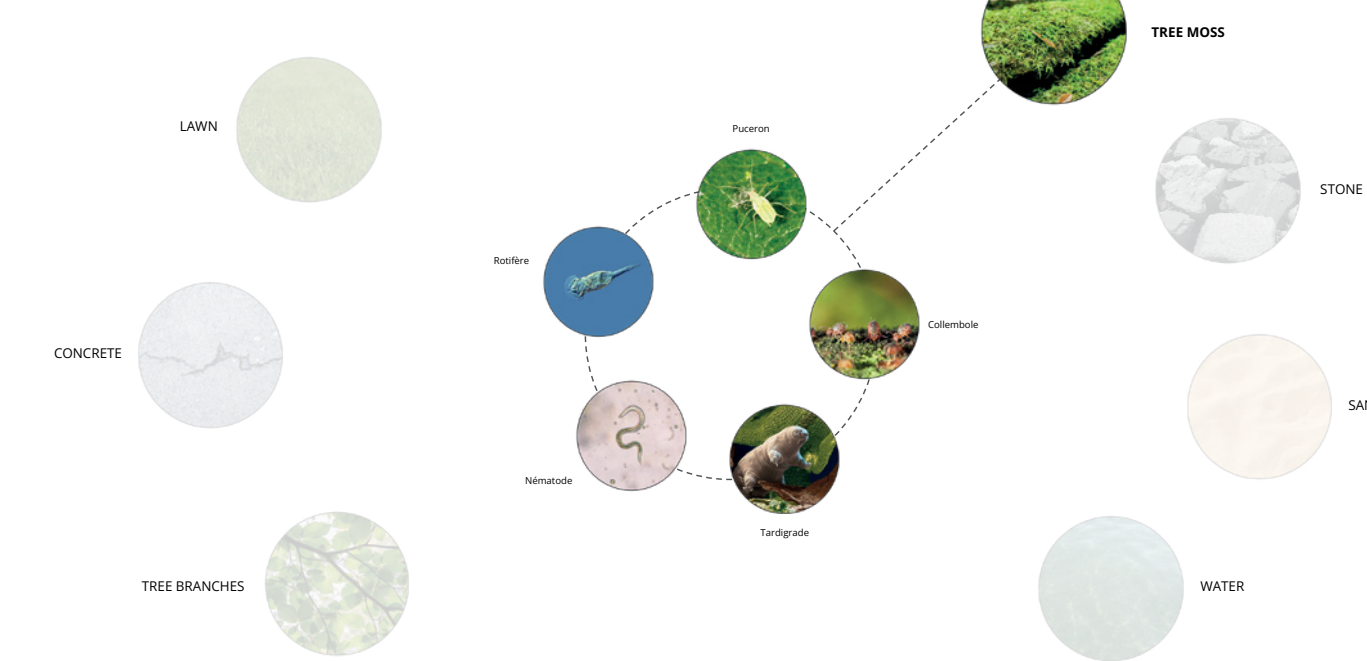 TREE MOSS
LAWN
Puceron
STONE
Rotifère
Collembole
CONCRETE
Nématode
Tardigrade
TREE BRANCHES
WATER